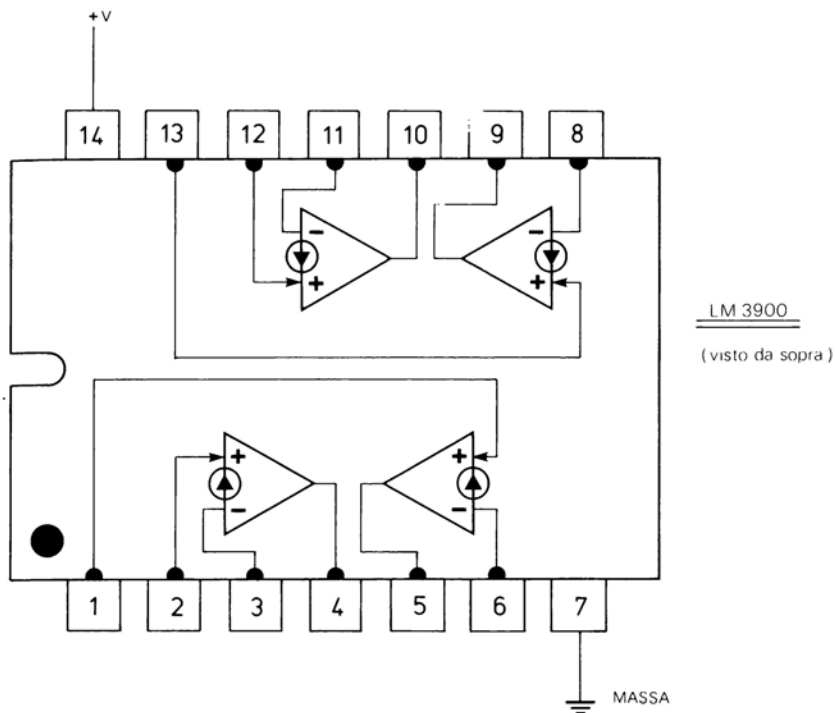 +V
14 13 12 11 10 9 8
− −
+ +
LM 3900
(visto da sopra)
+ +
− −
1 2 3 4 5 6 7
MASSA